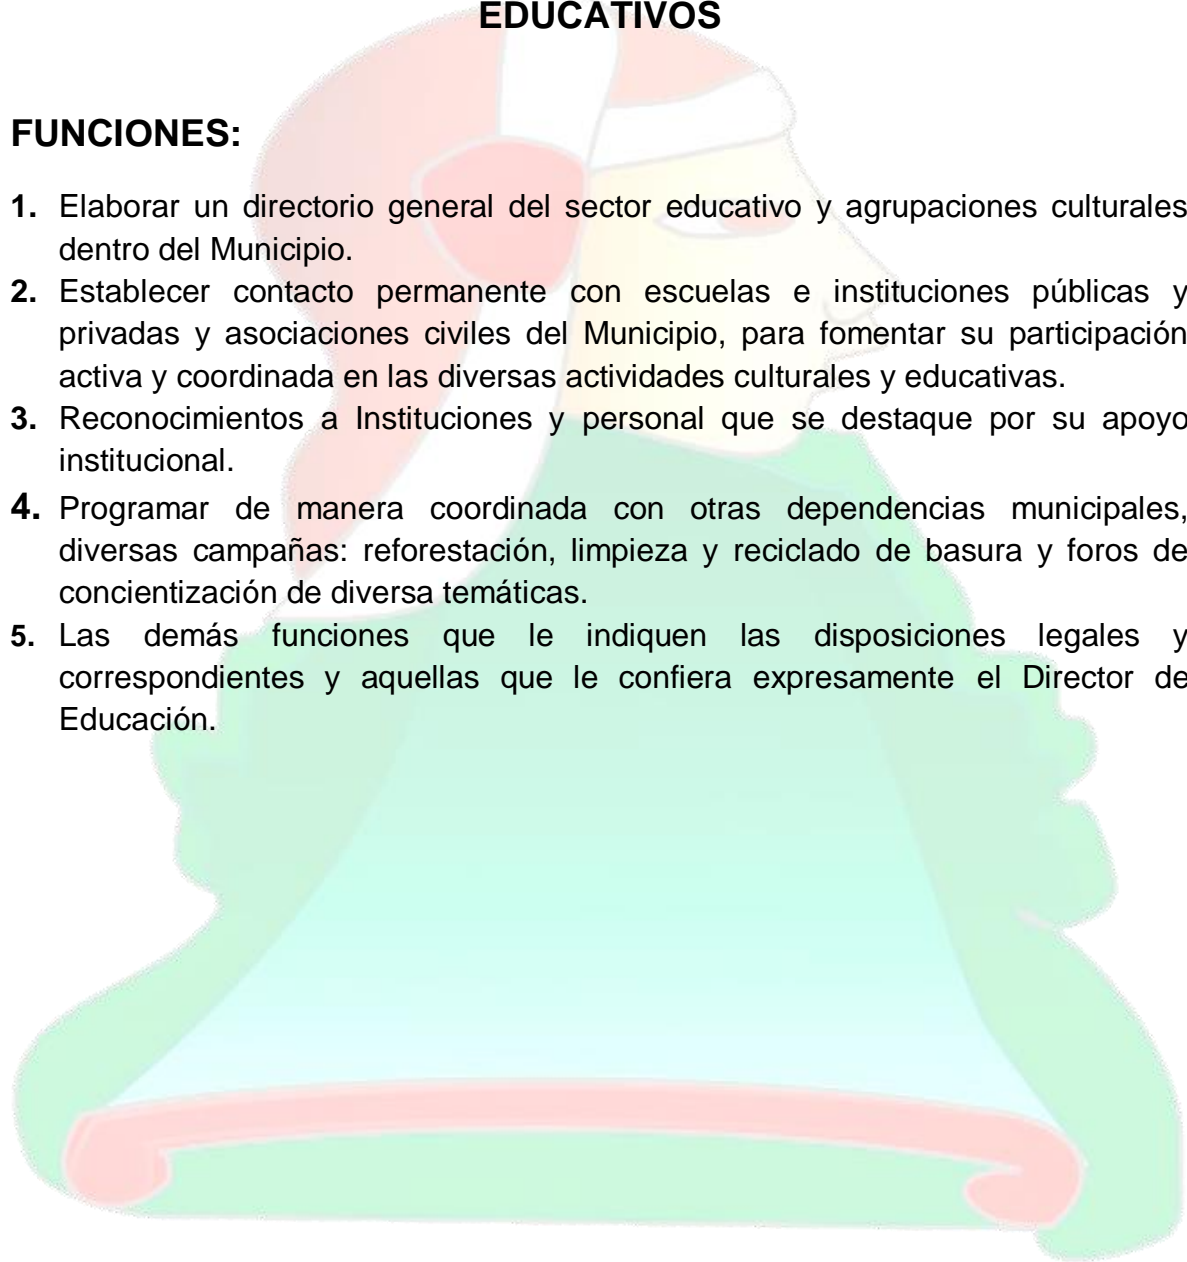 EDUCATIVOS
FUNCIONES:
1. Elaborar un directorio general del sector educativo y agrupaciones culturales
dentro del Municipio.
2. Establecer contacto permanente con escuelas e instituciones públicas y
privadas y asociaciones civiles del Municipio, para fomentar su participación
activa y coordinada en las diversas actividades culturales y educativas.
3. Reconocimientos a Instituciones y personal que se destaque por su apoyo
institucional.
4. Programar de manera coordinada con otras dependencias municipales,
diversas campañas: reforestación, limpieza y reciclado de basura y foros de
concientización de diversa temáticas.
5. Las demás funciones que le indiquen las disposiciones legales y
correspondientes y aquellas que le confiera expresamente el Director de
Educación.